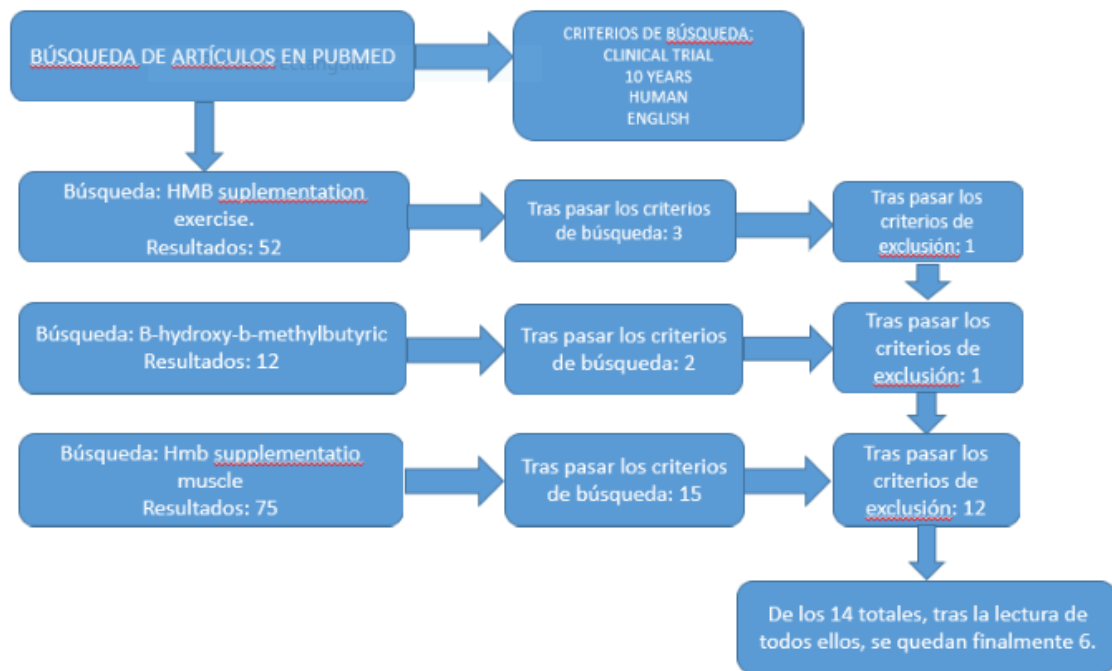 BÚSQUEDA DE ARTÍCULOS EN PUBMED
CRITERIOS DE BÚSQUEDA:
CLINICAL TRIAL
10 YEARS
HUMAN
ENGLISH
Búsqueda: HMB suplementation
exercise.
Resultados: 52
Tras pasar los criterios
de búsqueda: 3
Tras pasar los
criterios de
exclusión: 1
Búsqueda: B-hydroxy-b-methylbutyric
Resultados: 12
Tras pasar los criterios
de búsqueda: 2
Tras pasar los
criterios de
exclusión: 1
Búsqueda: Hmb supplementatio
muscle
Resultados: 75
Tras pasar los criterios
de búsqueda: 15
Tras pasar los
criterios de
exclusión: 12
De los 14 totales, tras la lectura de
todos ellos, se quedan finalmente 6.